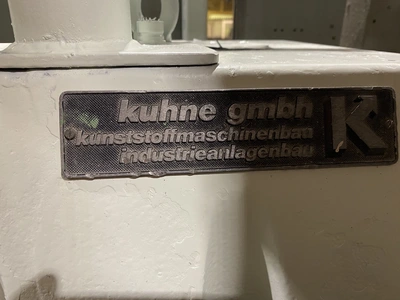 kuhne gmbh
kunststoffmaschinenbau
industrieanlagenbau
K